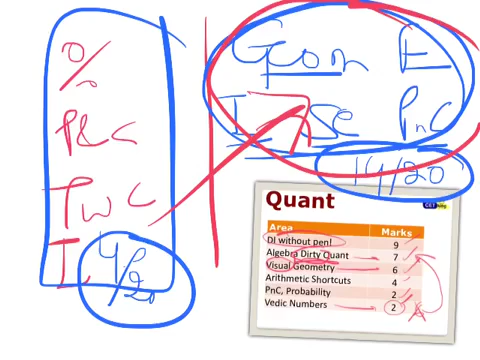 %
P&C
TWC
I
4/20
Geom E
I Se PnC
14/20
Quant
Area Marks
DI without pen! 9
Algebra Dirty Quant 7
Visual Geometry 6
Arithmetic Shortcuts 4
PnC, Probability 2
Vedic Numbers 2